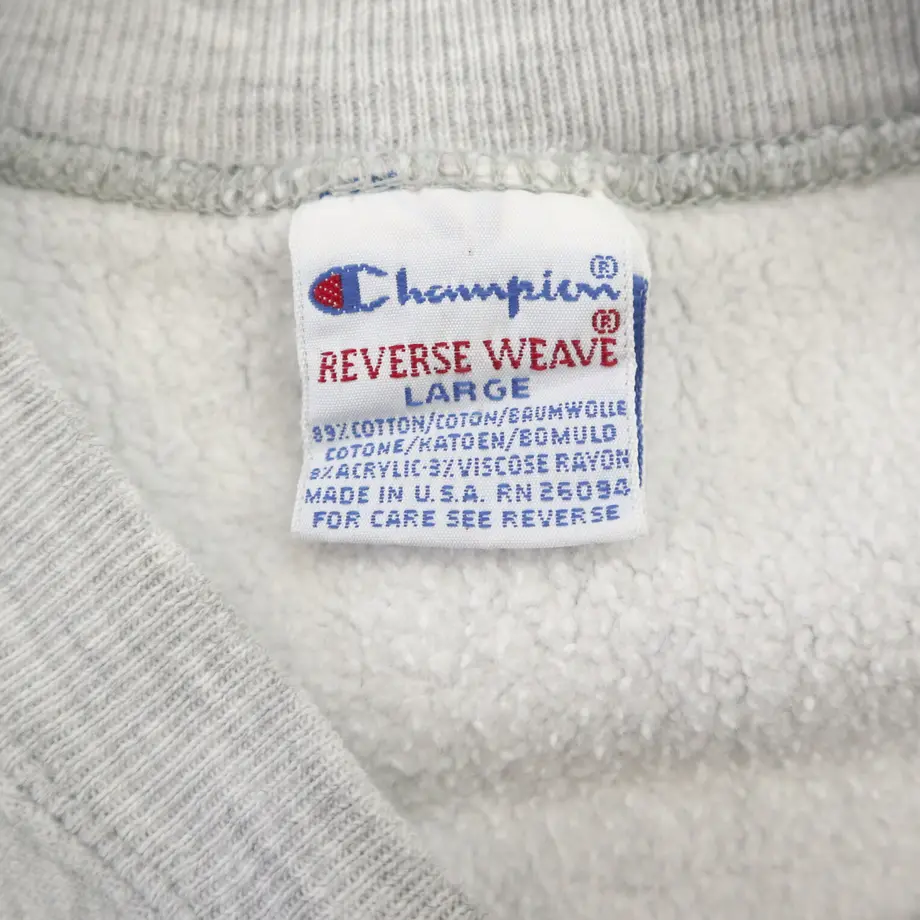 Champion®
REVERSE WEAVE®
LARGE
89% COTTON/COTON/BAUMWOLLE
COTONE/KATOEN/BOMULD
8% ACRYLIC-3% VISCOSE RAYON
MADE IN U.S.A. RN 26094
FOR CARE SEE REVERSE